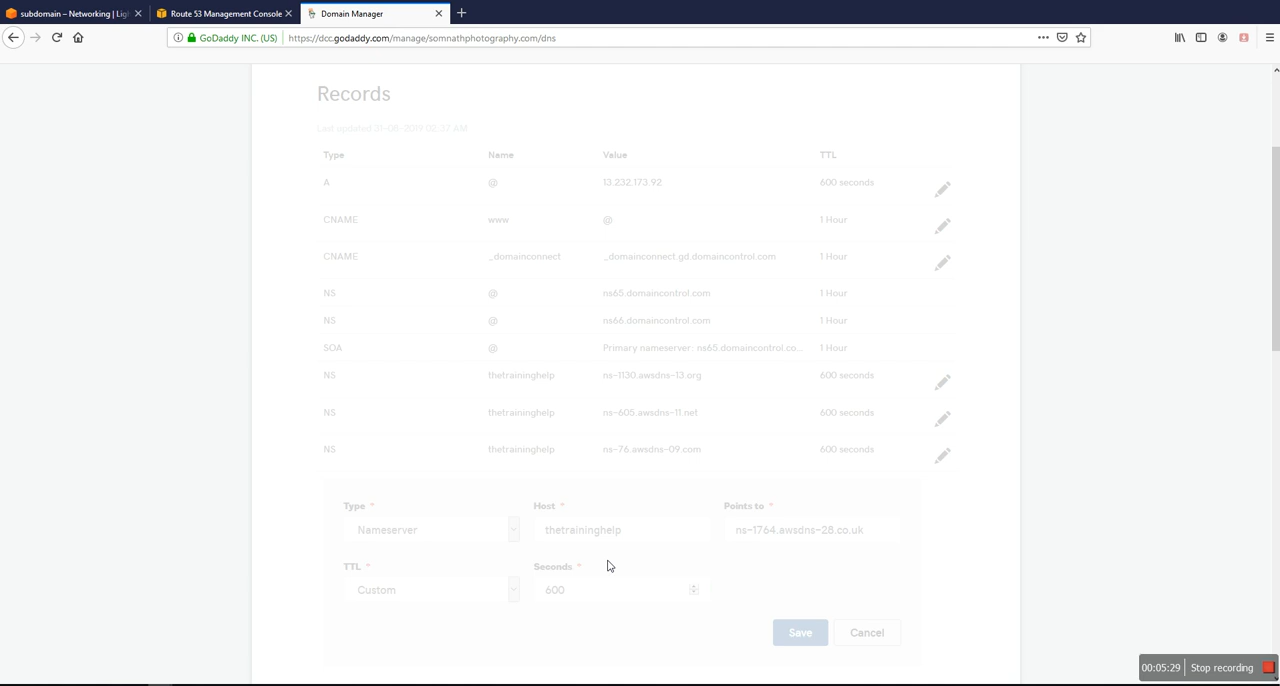 subdomain – Networking | Lig
Route 53 Management Console
Domain Manager
GoDaddy INC. (US)
https://dcc.godaddy.com/manage/somnathphotography.com/dns
Records
Last updated 31-08-2019 02:37 AM
Type Name Value TTL
A @ 13.232.173.92 600 seconds
CNAME www @ 1 Hour
CNAME _domainconnect _domainconnect.gd.domaincontrol.com 1 Hour
NS @ ns65.domaincontrol.com 1 Hour
NS @ ns66.domaincontrol.com 1 Hour
SOA @ Primary nameserver: ns65.domaincontrol.co... 1 Hour
NS thetraininghelp ns-1130.awsdns-13.org 600 seconds
NS thetraininghelp ns-605.awsdns-11.net 600 seconds
NS thetraininghelp ns-76.awsdns-09.com 600 seconds
Type * Host * Points to *
Nameserver thetraininghelp ns-1764.awsdns-28.co.uk
TTL * Seconds *
Custom 600
Save Cancel
00:05:29 Stop recording